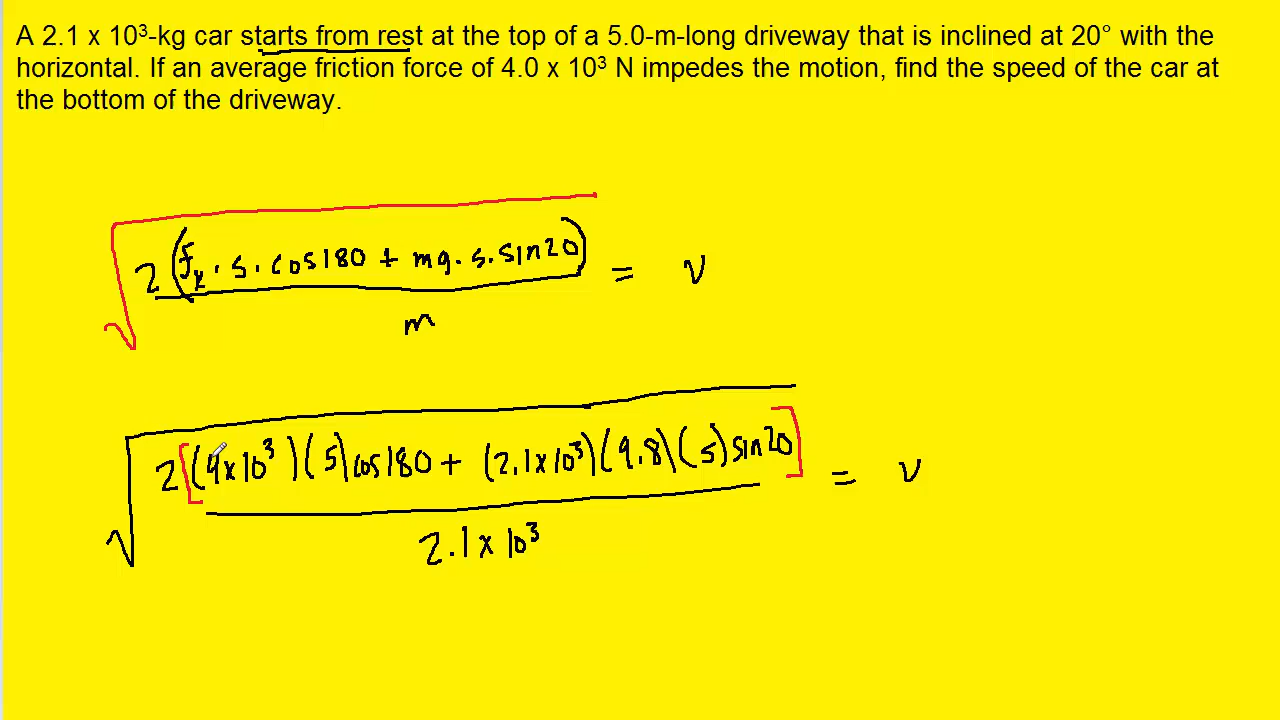 A 2.1 x 10³-kg car starts from rest at the top of a 5.0-m-long driveway that is inclined at 20° with the
horizontal. If an average friction force of 4.0 x 10³ N impedes the motion, find the speed of the car at
the bottom of the driveway.
√ 2(fₖ · s · cos180 + mg · s · sin20) = v
m
√ 2[(4x10³)(5)cos180 + (2.1x10³)(9.8)(5)sin20] = v
2.1 x 10³